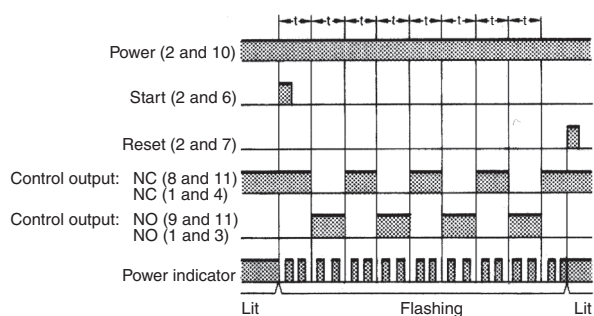 t t t t t t t t
Power (2 and 10)
Start (2 and 6)
Reset (2 and 7)
Control output: NC (8 and 11)
NC (1 and 4)
Control output: NO (9 and 11)
NO (1 and 3)
Power indicator
Lit Flashing Lit